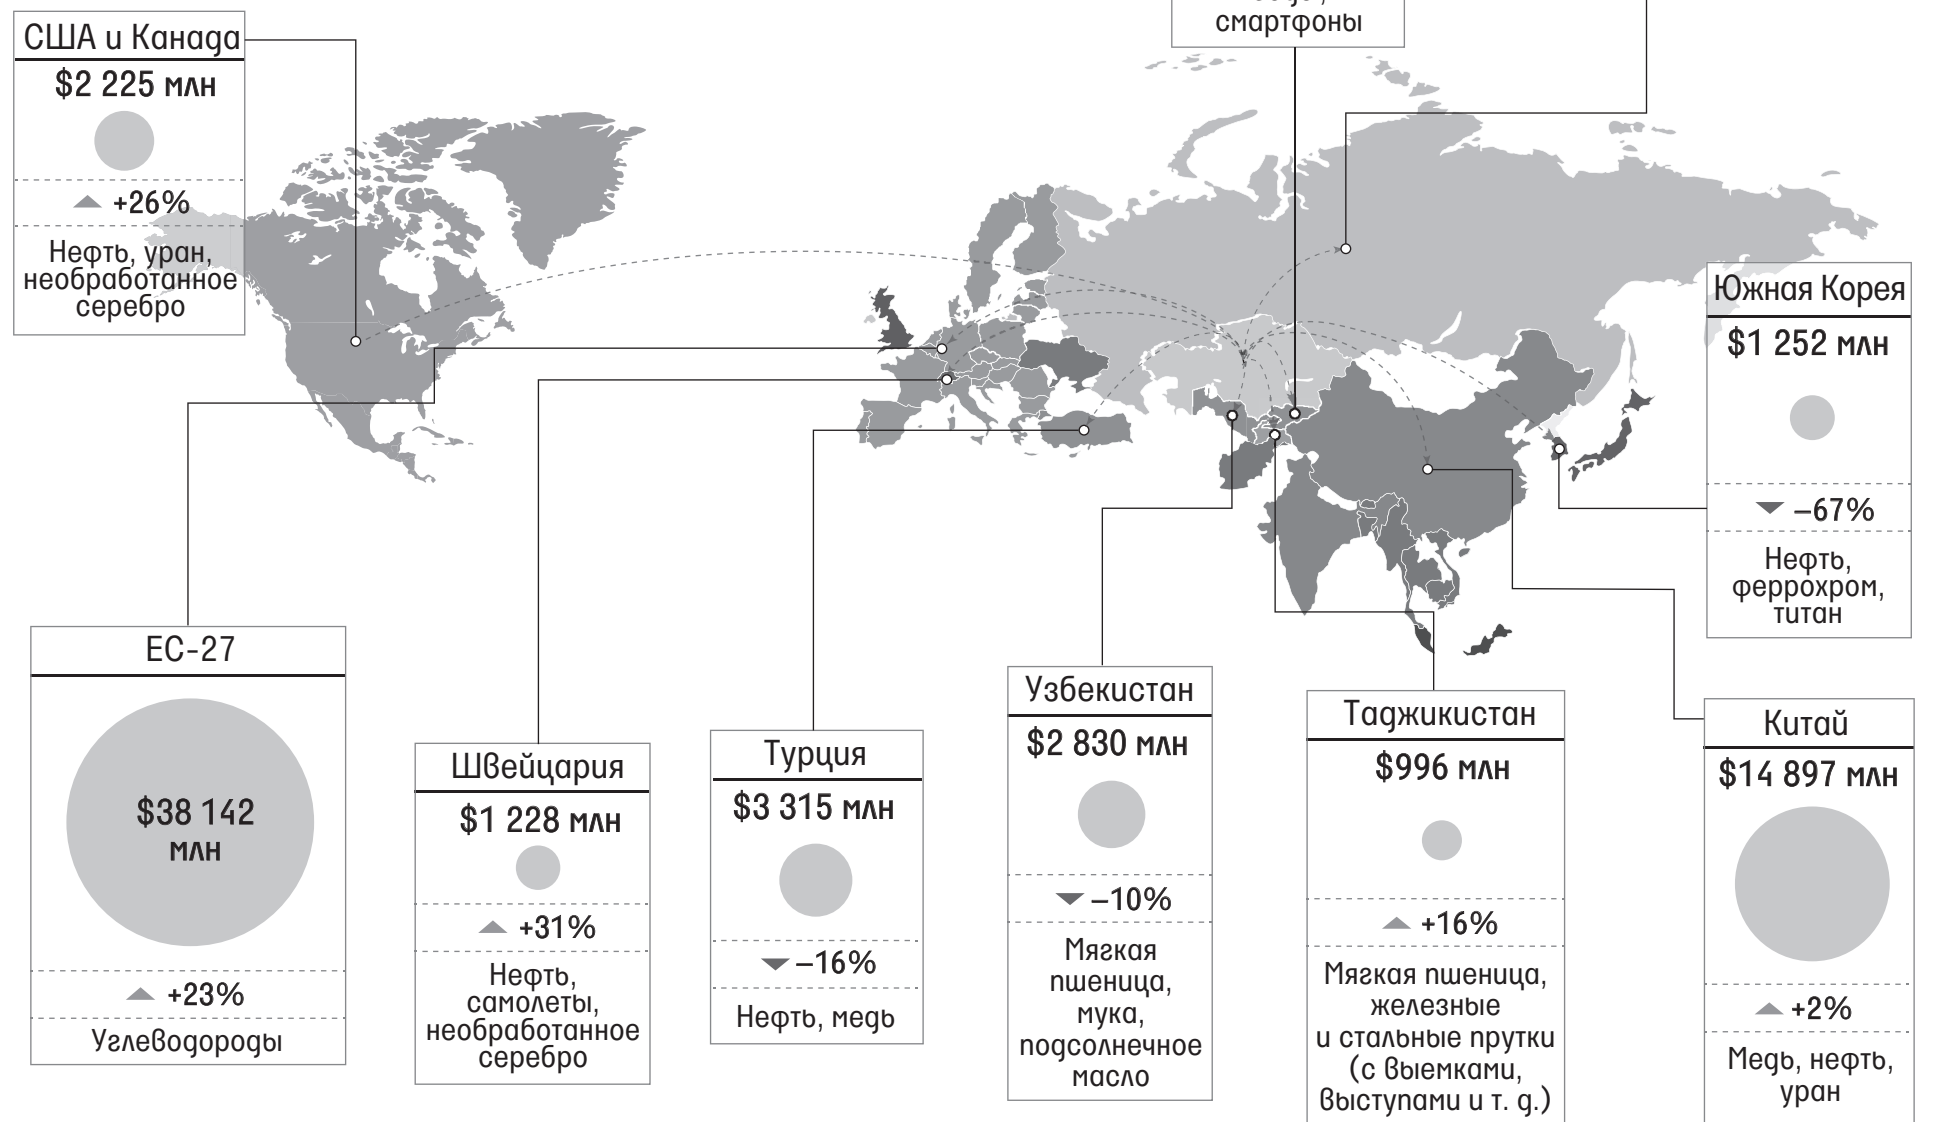 смартфоны
США и Канада
$2 225 млн
+26%
Нефть, уран,
необработанное
серебро
Южная Корея
$1 252 млн
–67%
Нефть,
феррохром,
титан
ЕС-27
$38 142
млн
+23%
Углеводороды
Швейцария
$1 228 млн
+31%
Нефть,
самолеты,
необработанное
серебро
Турция
$3 315 млн
–16%
Нефть, медь
Узбекистан
$2 830 млн
–10%
Мягкая
пшеница,
мука,
подсолнечное
масло
Таджикистан
$996 млн
+16%
Мягкая пшеница,
железные
и стальные прутки
(с выемками,
выступами и т. д.)
Китай
$14 897 млн
+2%
Медь, нефть,
уран